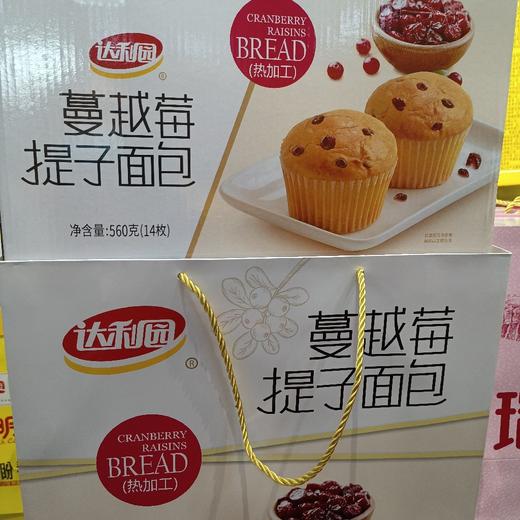 达利园
®
CRANBERRY
RAISINS
BREAD
(热加工)
蔓越莓
提子面包
净含量:560克(14枚)
达利园
®
蔓越莓
提子面包
CRANBERRY
RAISINS
BREAD
(热加工)